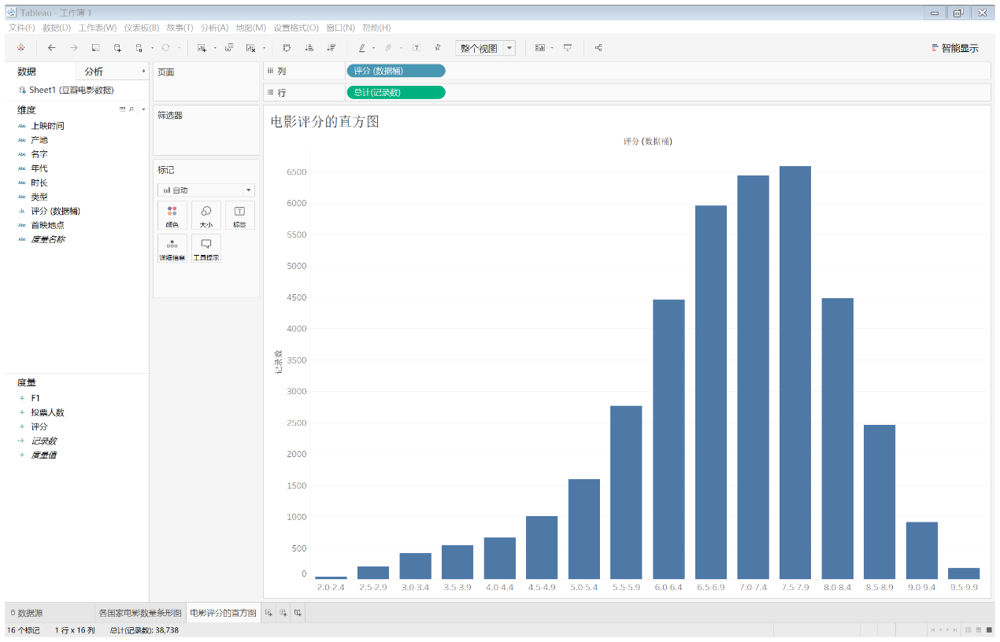 Tableau - 工作簿 1
文件(F) 数据(D) 工作表(W) 仪表板(B) 故事(T) 分析(A) 地图(M) 设置格式(O) 窗口(N) 帮助(H)
整个视图
智能显示
数据 分析
Sheet1 (豆瓣电影数据)
维度
Abc 上映时间
Abc 产地
Abc 名字
Abc 年代
Abc 时长
Abc 类型
评分 (数据桶)
Abc 首映地点
Abc 度量名称
度量
F1
投票人数
评分
记录数
度量值
页面
筛选器
标记
自动
颜色 大小 标签
详细信息 工具提示
列 评分 (数据桶)
行 总计(记录数)
电影评分的直方图
评分 (数据桶)
记录数
6500
6000
5500
5000
4500
4000
3500
3000
2500
2000
1500
1000
500
0
2.0-2.4 2.5-2.9 3.0-3.4 3.5-3.9 4.0-4.4 4.5-4.9 5.0-5.4 5.5-5.9 6.0-6.4 6.5-6.9 7.0-7.4 7.5-7.9 8.0-8.4 8.5-8.9 9.0-9.4 9.5-9.9
数据源 各国家电影数量条形图 电影评分的直方图
16 个标记 1 行 x 16 列 总计(记录数): 38,738